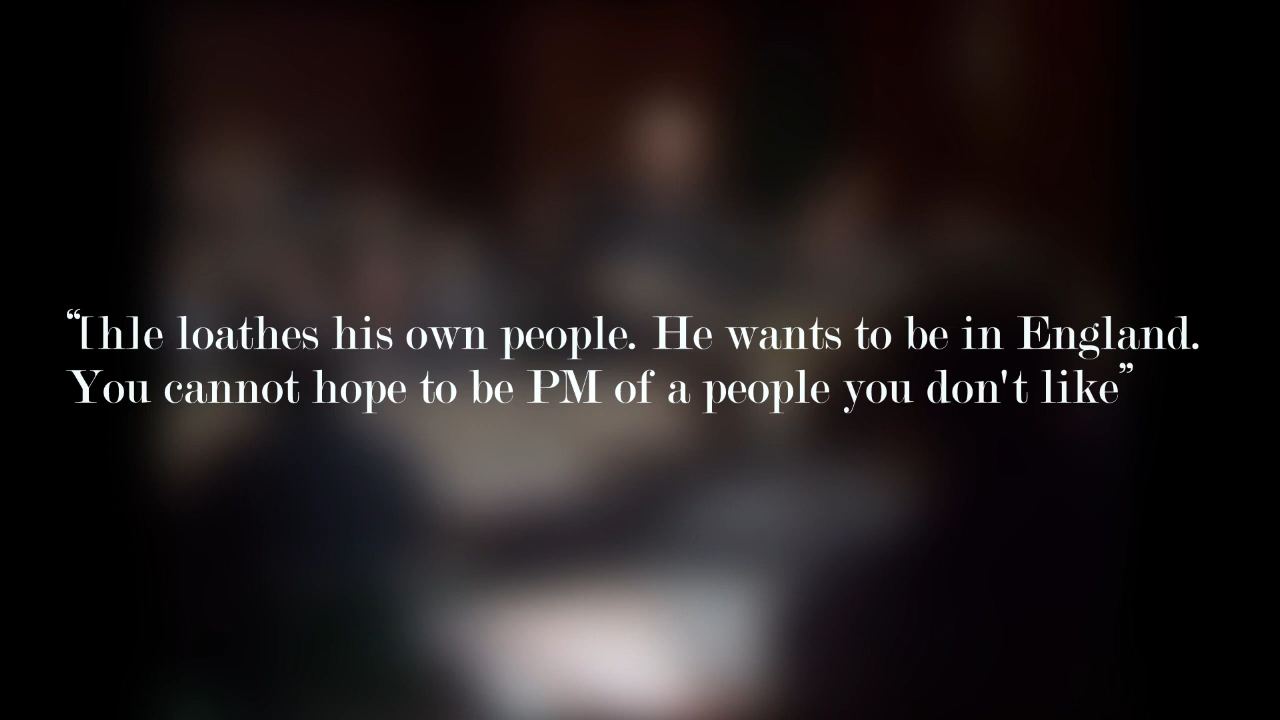 “[h]e loathes his own people. He wants to be in England.
You cannot hope to be PM of a people you don't like”